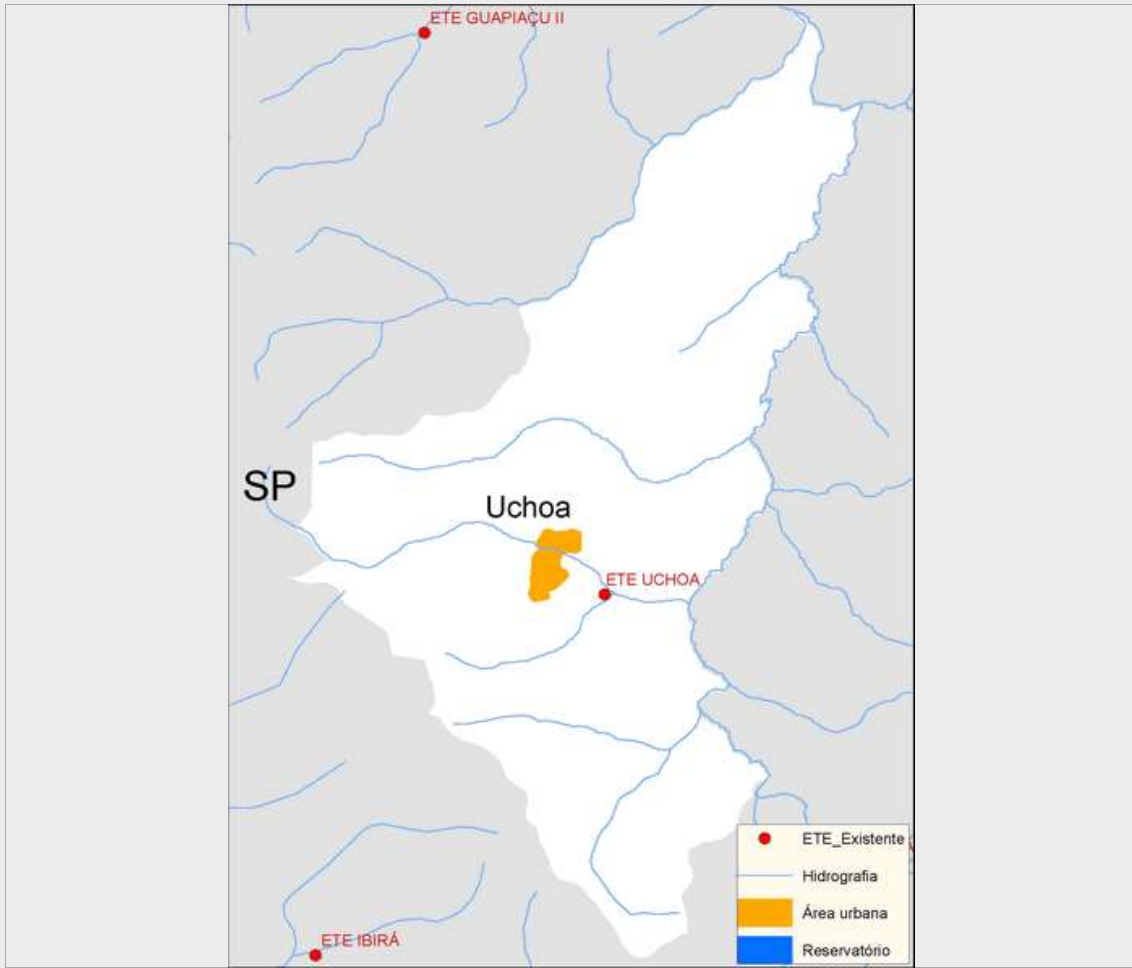 ETE GUAPIAÇU II
SP
Uchoa
ETE UCHOA
ETE_Existente
Hidrografia
Área urbana
Reservatório
ETE IBIRÁ